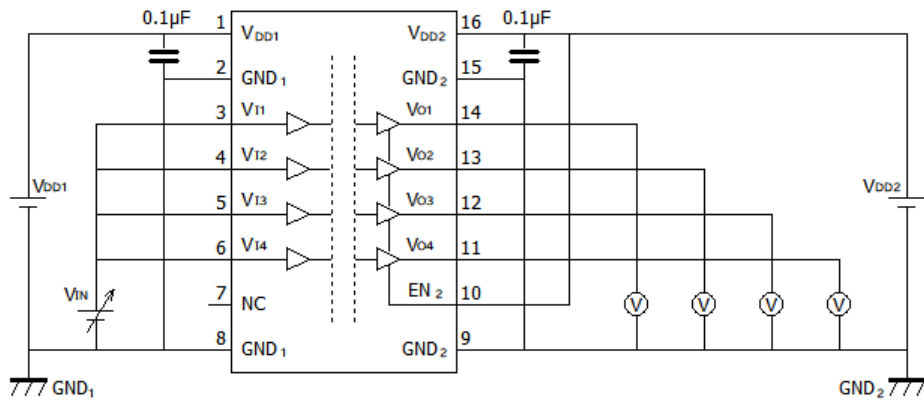 0.1µF 1 VDD1 VDD2 16 0.1µF
2 GND1 GND2 15
3 VI1 VO1 14
4 VI2 VO2 13
VDD1 5 VI3 VO3 12 VDD2
6 VI4 VO4 11
VIN 7 NC EN2 10 V V V V
8 GND1 GND2 9
GND1 GND2